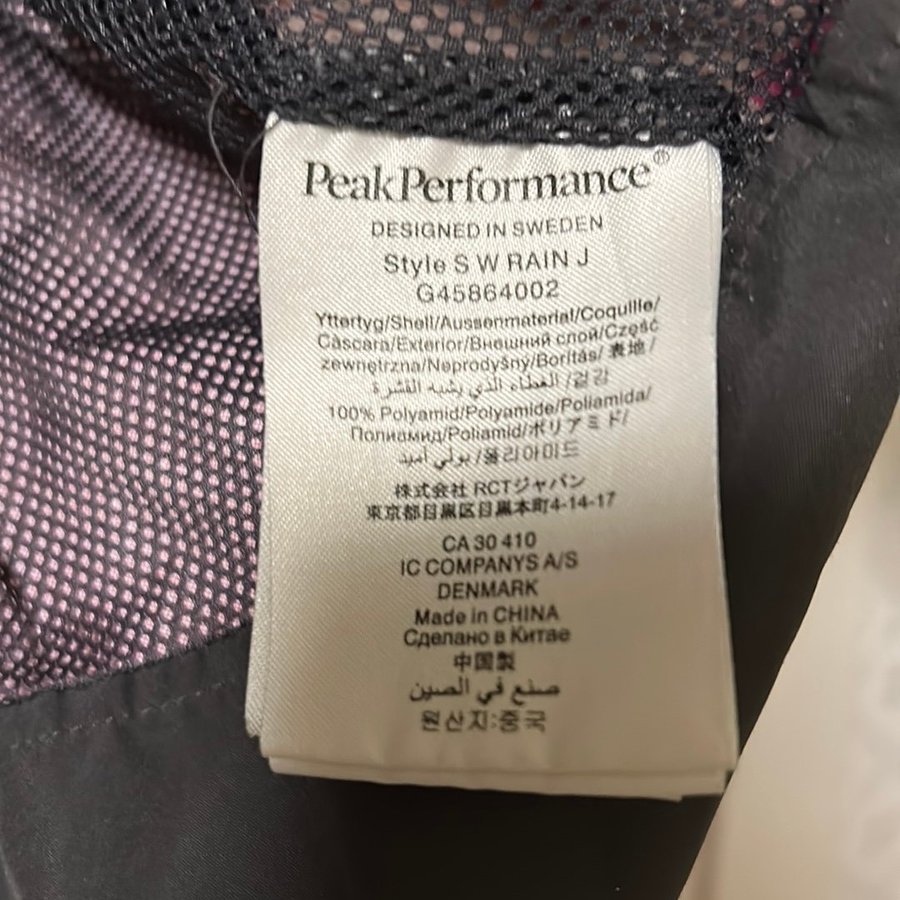 PeakPerformance®
DESIGNED IN SWEDEN
Style S W RAIN J
G45864002
Yttertyg/Shell/Aussenmaterial/Coquille/
Càscara/Exterior/Внешний слой/Część
zewnętrzna/Neprodyšný/Borítás/ 表地 /
겉감/ الغطاء الذي يشبه القشرة
100% Polyamid/Polyamide/Poliamida/
Полиамид/Poliamid/ポリアミド/
폴리아미드/ بولي أميد
株式会社 RCTジャパン
東京都目黒区目黒本町4-14-17
CA 30 410
IC COMPANYS A/S
DENMARK
Made in CHINA
Сделано в Китае
中国製
صنع في الصين
원산지:중국